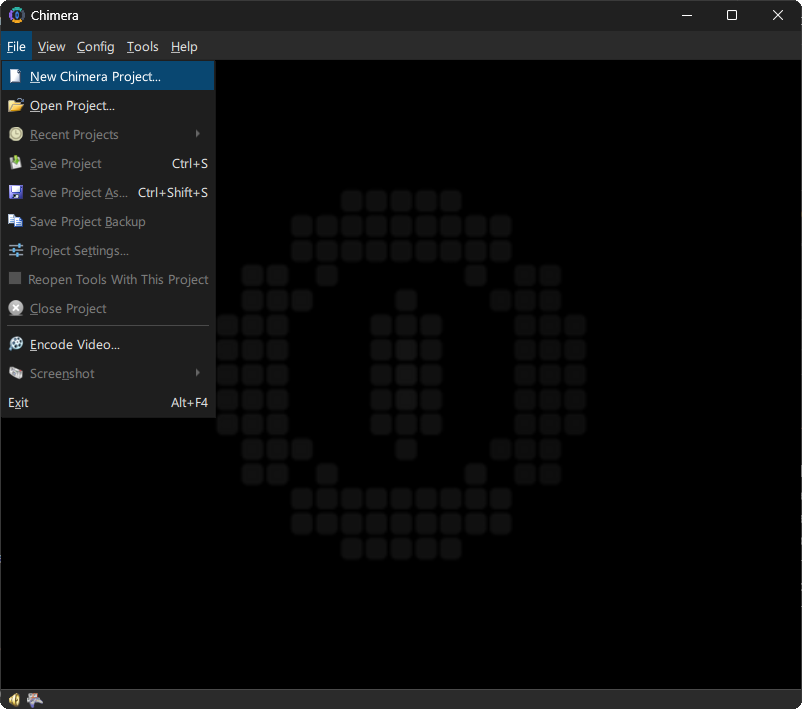 Chimera
File View Config Tools Help
New Chimera Project...
Open Project...
Recent Projects
Save Project Ctrl+S
Save Project As... Ctrl+Shift+S
Save Project Backup
Project Settings...
Reopen Tools With This Project
Close Project
Encode Video...
Screenshot
Exit Alt+F4